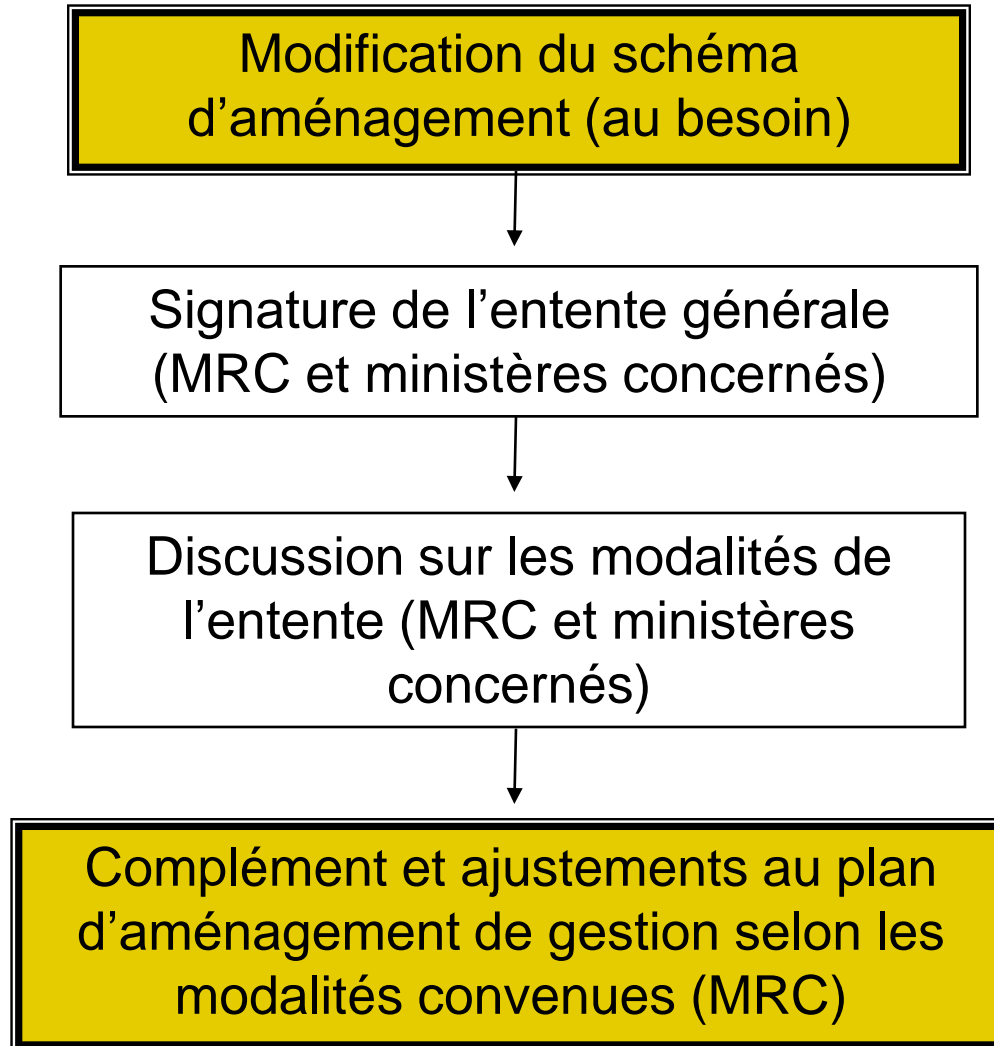 Modification du schéma
d’aménagement (au besoin)
Signature de l’entente générale
(MRC et ministères concernés)
Discussion sur les modalités de
l’entente (MRC et ministères
concernés)
Complément et ajustements au plan
d’aménagement de gestion selon les
modalités convenues (MRC)